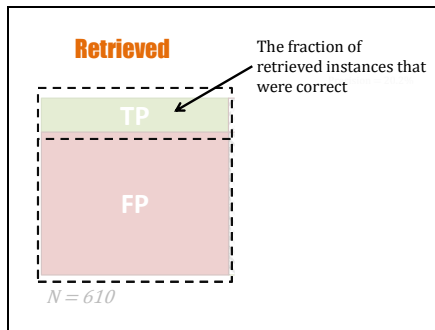 Retrieved
The fraction of
retrieved instances that
were correct
TP
FP
N = 610